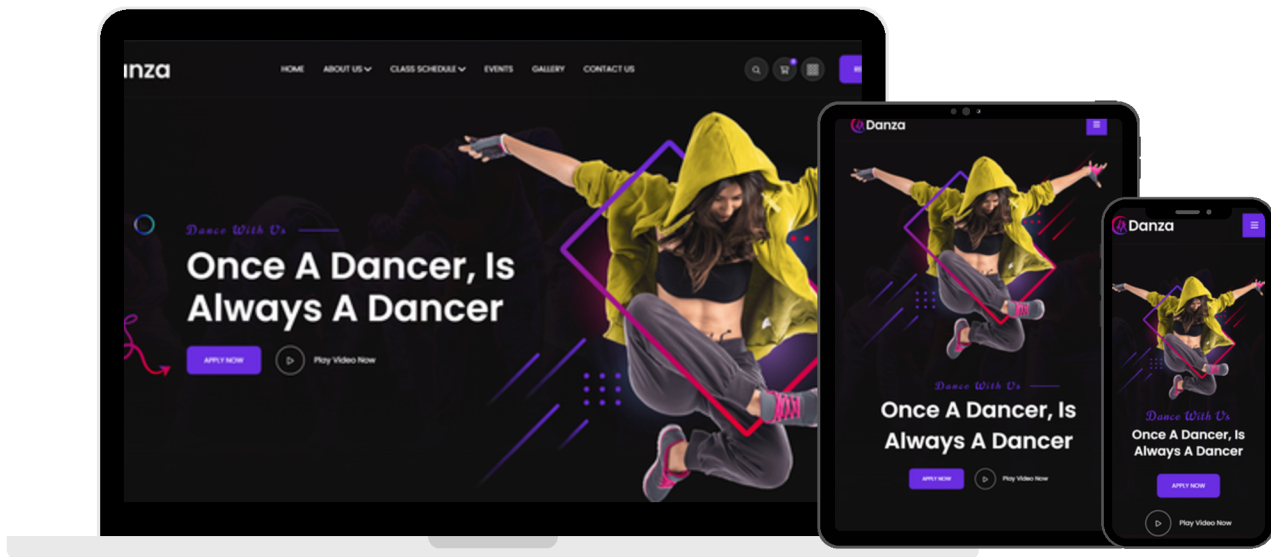 anza
HOME ABOUT US CLASS SCHEDULE EVENTS GALLERY CONTACT US
Dance With Us
Once A Dancer, Is
Always A Dancer
APPLY NOW Play Video Now
Danza
Dance With Us
Once A Dancer, Is
Always A Dancer
APPLY NOW Play Video Now
Danza
Dance With Us
Once A Dancer, Is
Always A Dancer
APPLY NOW
Play Video Now